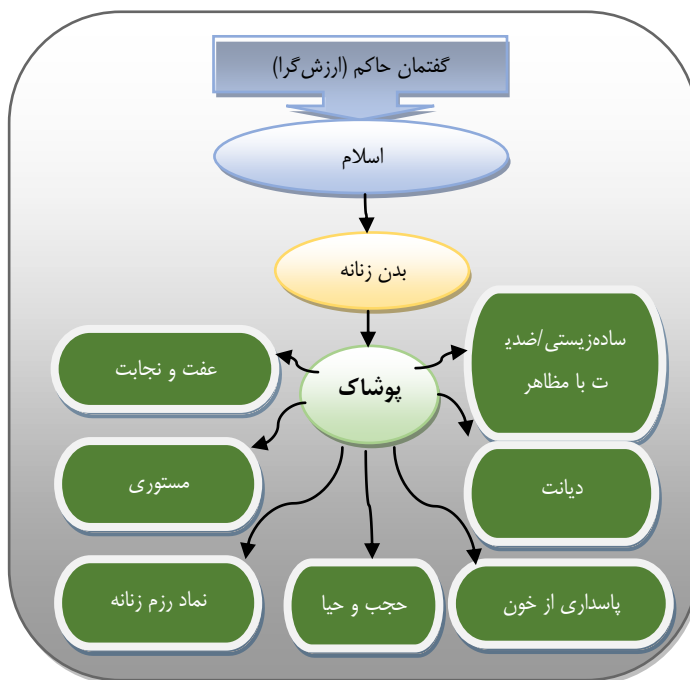 گفتمان حاکم (ارزش‌گرا)
اسلام
بدن زنانه
پوشاک
ساده‌زیستی/ضدی
ت با مظاهر
عفت و نجابت
دیانت
مستوری
پاسداری از خون
حجب و حیا
نماد رزم زنانه